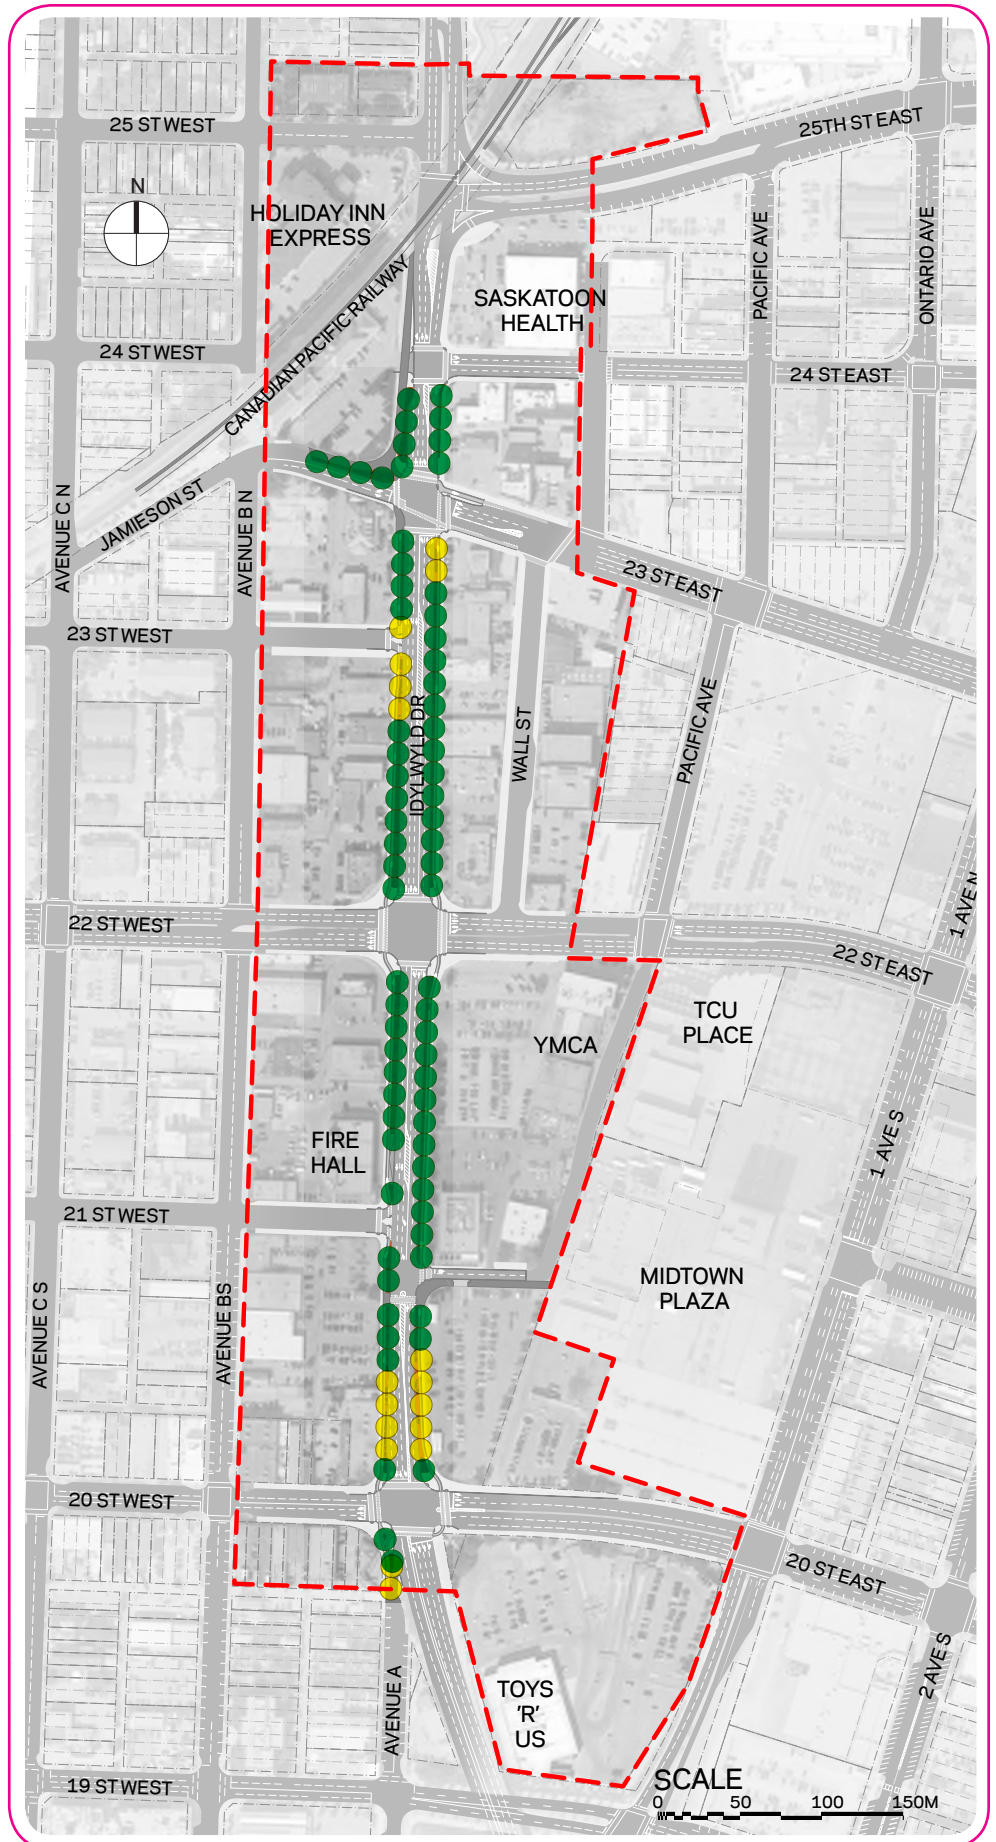 25 ST WEST
25TH ST EAST
N
HOLIDAY INN
EXPRESS
PACIFIC AVE
ONTARIO AVE
CANADIAN PACIFIC RAILWAY
SASKATOON
HEALTH
24 ST WEST
24 ST EAST
AVENUE C N
JAMIESON ST
AVENUE B N
23 ST EAST
23 ST WEST
IDYLWYLD DR
WALL ST
PACIFIC AVE
22 ST WEST
1 AVE N
22 ST EAST
TCU
PLACE
YMCA
FIRE
HALL
1 AVE S
21 ST WEST
MIDTOWN
PLAZA
AVENUE C S
AVENUE BS
20 ST WEST
20 ST EAST
AVENUE A
2 AVE S
TOYS
'R'
US
19 ST WEST
SCALE
0 50 100 150M